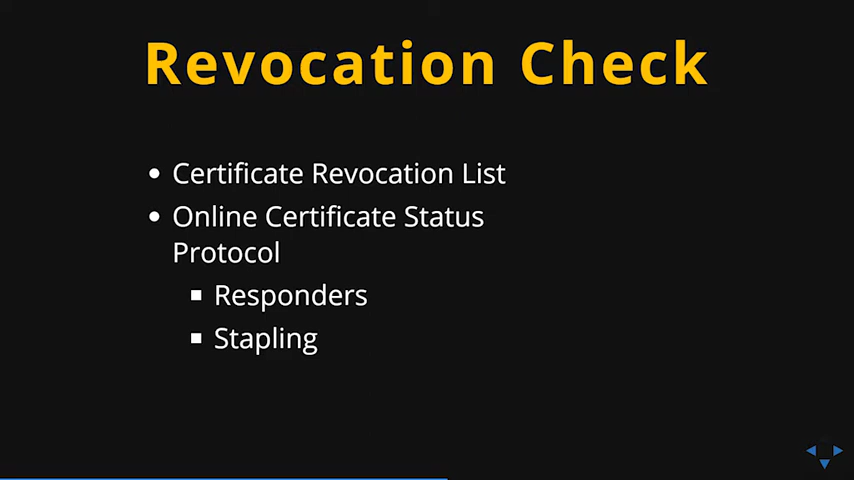 Revocation Check
Certificate Revocation List
Online Certificate Status
Protocol
Responders
Stapling